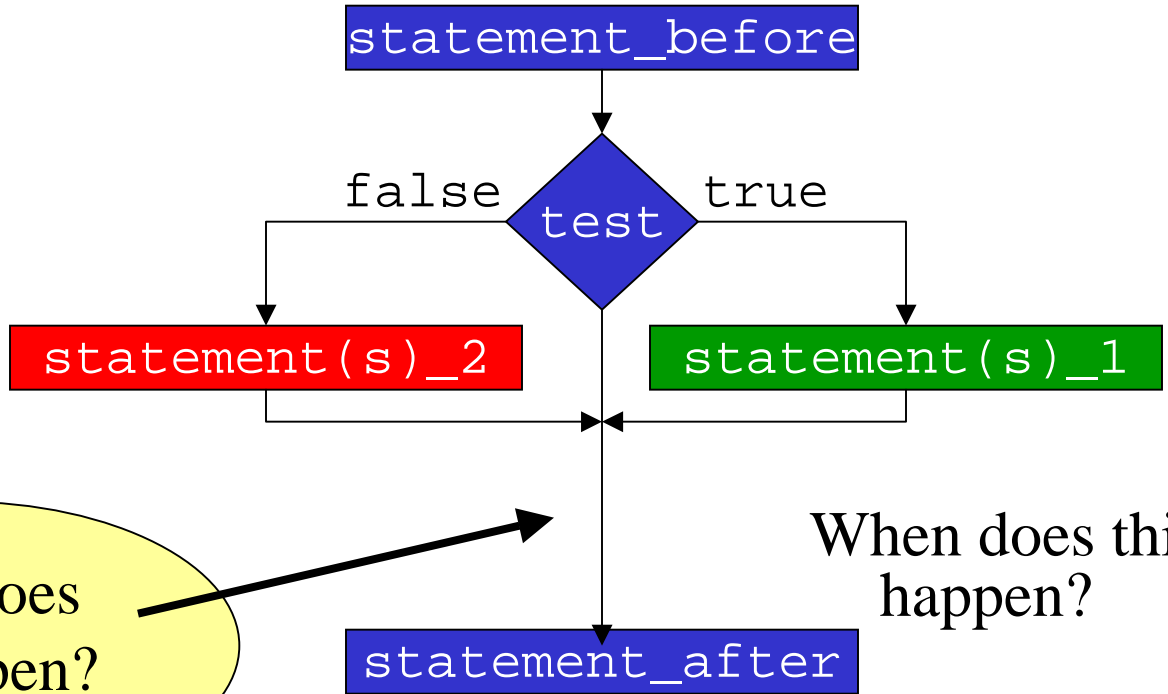 statement_before
false
true
test
statement(s)_2
statement(s)_1
When does thi
happen?
oes
pen?
statement_after